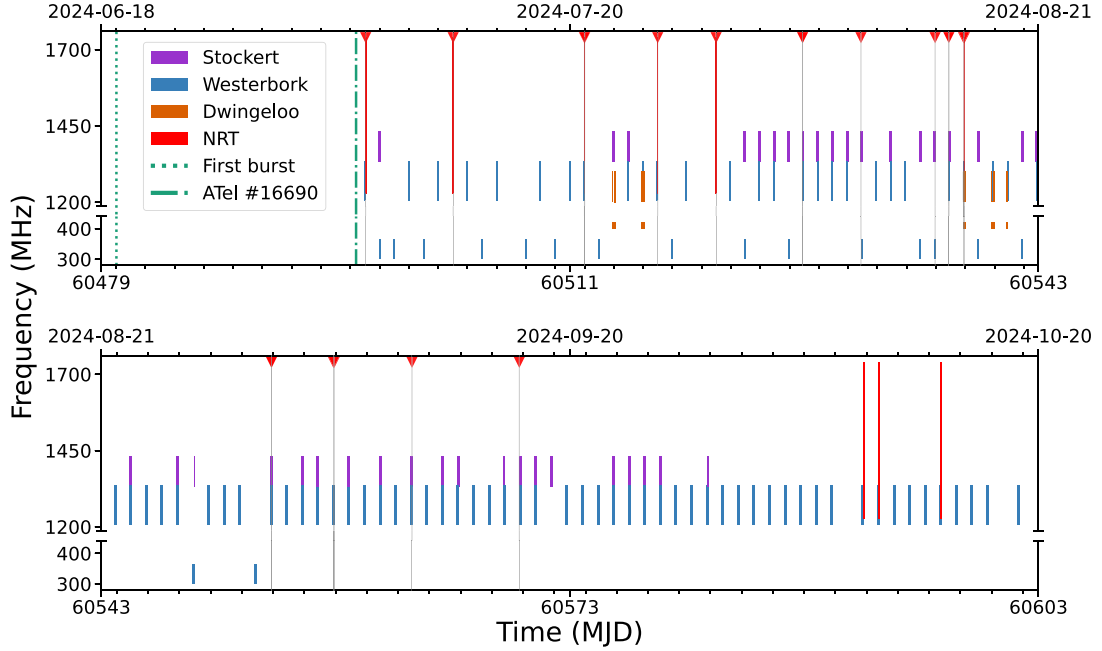 2024-06-18 2024-07-20 2024-08-21
1700
1450
1200
400
300
Stockert
Westerbork
Dwingeloo
NRT
First burst
ATel #16690
60479 60511 60543
Frequency (MHz)
2024-08-21 2024-09-20 2024-10-20
1700
1450
1200
400
300
60543 60573 60603
Time (MJD)